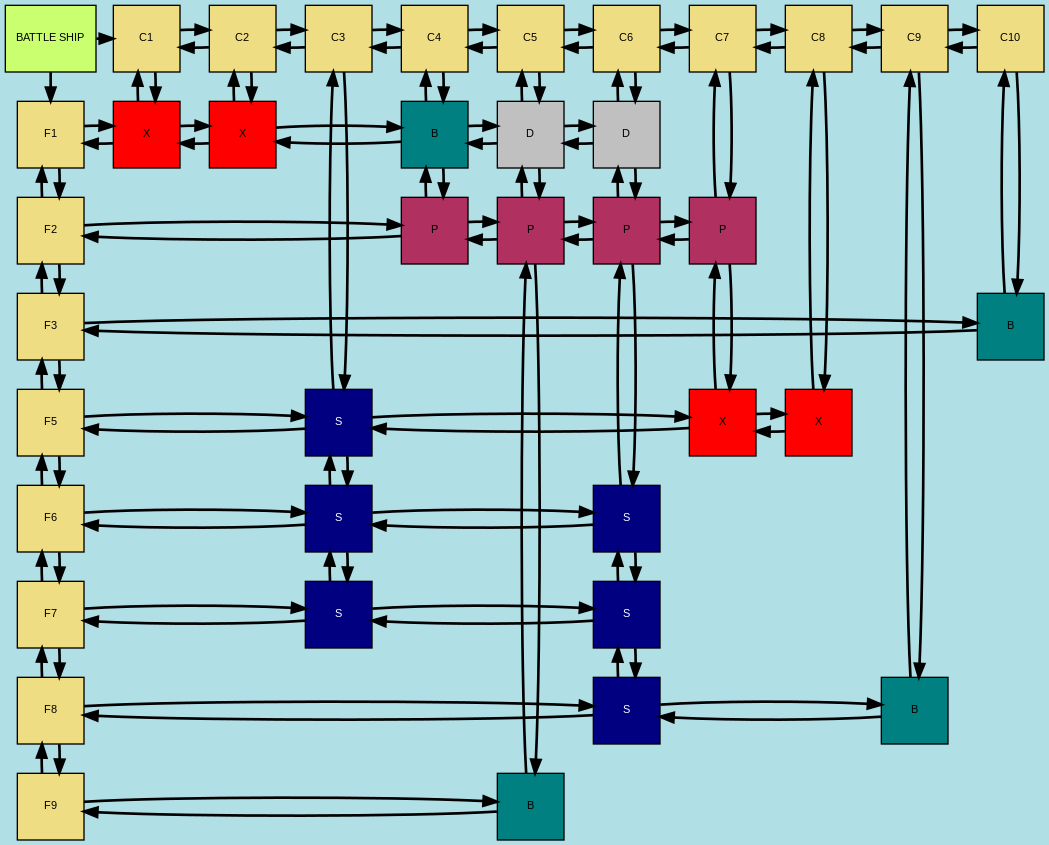 BATTLE SHIP C1 C2 C3 C4 C5 C6 C7 C8 C9 C10
F1 X X B D D
F2 P P P P
F3 B
F5 S X X
F6 S S
F7 S S
F8 S B
F9 B